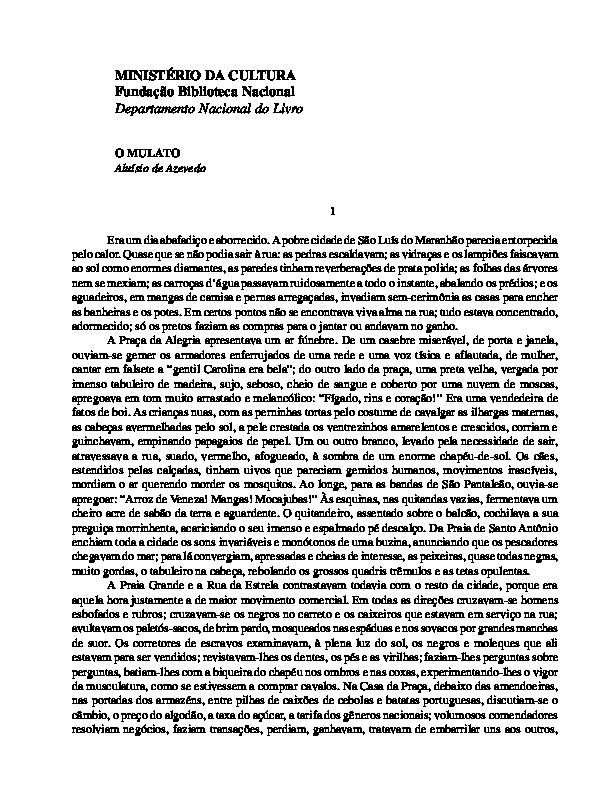 MINISTÉRIO DA CULTURA
Fundação Biblioteca Nacional
Departamento Nacional do Livro
O MULATO
Aluísio de Azevedo
1
Era um dia abafadiço e aborrecido. A pobre cidade de São Luís do Maranhão parecia entorpecida
pelo calor. Quase que se não podia sair à rua: as pedras escaldavam; as vidraças e os lampiões faiscavam
ao sol como enormes diamantes, as paredes tinham reverberações de prata polida; as folhas das árvores
nem se mexiam; as carroças d’água passavam ruidosamente a todo o instante, abalando os prédios; e os
aguadeiros, em mangas de camisa e pernas arregaçadas, invadiam sem-cerimônia as casas para encher
as banheiras e os potes. Em certos pontos não se encontrava viva alma na rua; tudo estava concentrado,
adormecido; só os pretos faziam as compras para o jantar ou andavam no ganho.
A Praça da Alegria apresentava um ar fúnebre. De um casebre miserável, de porta e janela,
ouviam-se gemer os armadores enferrujados de uma rede e uma voz tísica e aflautada, de mulher,
cantar em falsete a “gentil Carolina era bela”; do outro lado da praça, uma preta velha, vergada por
imenso tabuleiro de madeira, sujo, seboso, cheio de sangue e coberto por uma nuvem de moscas,
apregoava em tom muito arrastado e melancólico: “Fígado, rins e coração!” Era uma vendedeira de
fatos de boi. As crianças nuas, com as perninhas tortas pelo costume de cavalgar as ilhargas maternas,
as cabeças avermelhadas pelo sol, a pele crestada os ventrezinhos amarelentos e crescidos, corriam e
guinchavam, empinando papagaios de papel. Um ou outro branco, levado pela necessidade de sair,
atravessava a rua, suado, vermelho, afogueado, à sombra de um enorme chapéu-de-sol. Os cães,
estendidos pelas calçadas, tinham uivos que pareciam gemidos humanos, movimentos irascíveis,
mordiam o ar querendo morder os mosquitos. Ao longe, para as bandas de São Pantaleão, ouvia-se
apregoar: “Arroz de Veneza! Mangas! Mocajubas!” Às esquinas, nas quitandas vazias, fermentava um
cheiro acre de sabão da terra e aguardente. O quitandeiro, assentado sobre o balcão, cochilava a sua
preguiça morrinhenta, acariciando o seu imenso e espalmado pé descalço. Da Praia de Santo Antônio
enchiam toda a cidade os sons invariáveis e monótonos de uma buzina, anunciando que os pescadores
chegavam do mar; para lá convergiam, apressadas e cheias de interesse, as peixeiras, quase todas negras,
muito gordas, o tabuleiro na cabeça, rebolando os grossos quadris trêmulos e as tetas opulentas.
A Praia Grande e a Rua da Estrela contrastavam todavia com o resto da cidade, porque era
aquela hora justamente a de maior movimento comercial. Em todas as direções cruzavam-se homens
esbofados e rubros; cruzavam-se os negros no carreto e os caixeiros que estavam em serviço na rua;
avultavam os paletós-sacos, de brim pardo, mosqueados nas espáduas e nos sovacos por grandes manchas
de suor. Os corretores de escravos examinavam, à plena luz do sol, os negros e moleques que ali
estavam para ser vendidos; revistavam-lhes os dentes, os pés e as virilhas; faziam-lhes perguntas sobre
perguntas, batiam-lhes com a biqueira do chapéu nos ombros e nas coxas, experimentando-lhes o vigor
da musculatura, como se estivessem a comprar cavalos. Na Casa da Praça, debaixo das amendoeiras,
nas portadas dos armazéns, entre pilhas de caixões de cebolas e batatas portuguesas, discutiam-se o
câmbio, o preço do algodão, a taxa do açúcar, a tarifa dos gêneros nacionais; volumosos comendadores
resolviam negócios, faziam transações, perdiam, ganhavam, tratavam de embarrilar uns aos outros,